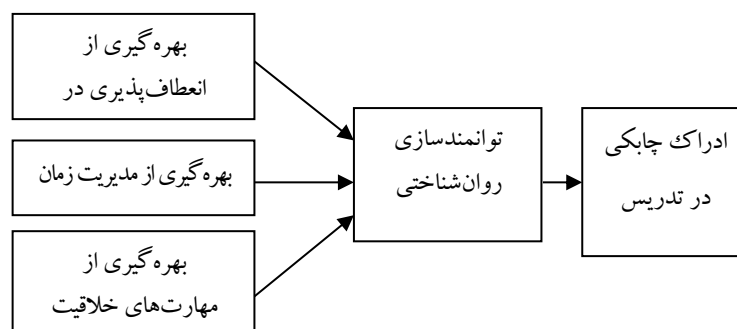 بهره‌گیری از
انعطاف‌پذیری در
بهره‌گیری از مدیریت زمان
بهره‌گیری از
مهارت‌های خلاقیت
توانمندسازی
روان‌شناختی
ادراک چابکی
در تدریس